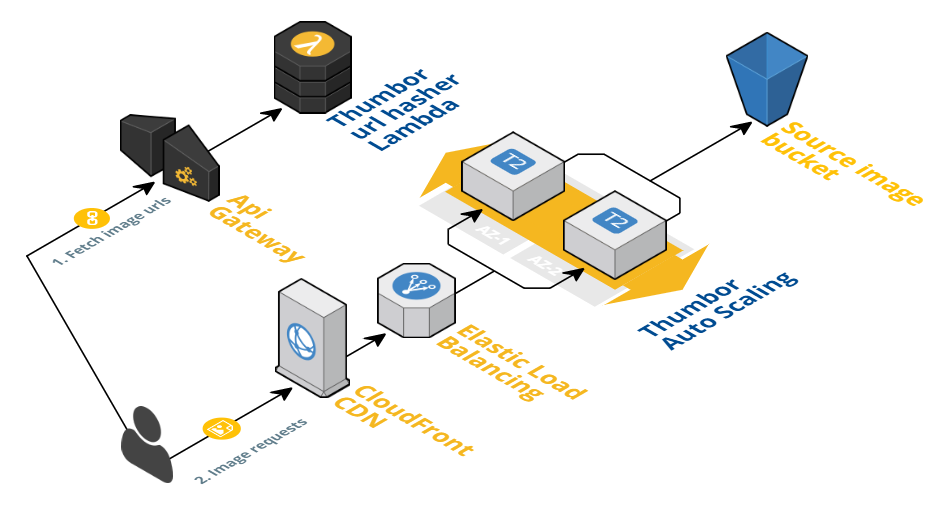 λ
Thumbor
url hasher
Lambda
Source image
bucket
T2
T2
Api
Gateway
1. Fetch image urls
AZ-1
AZ-2
Thumbor
Auto Scaling
Elastic Load
Balancing
CloudFront
CDN
2. Image requests